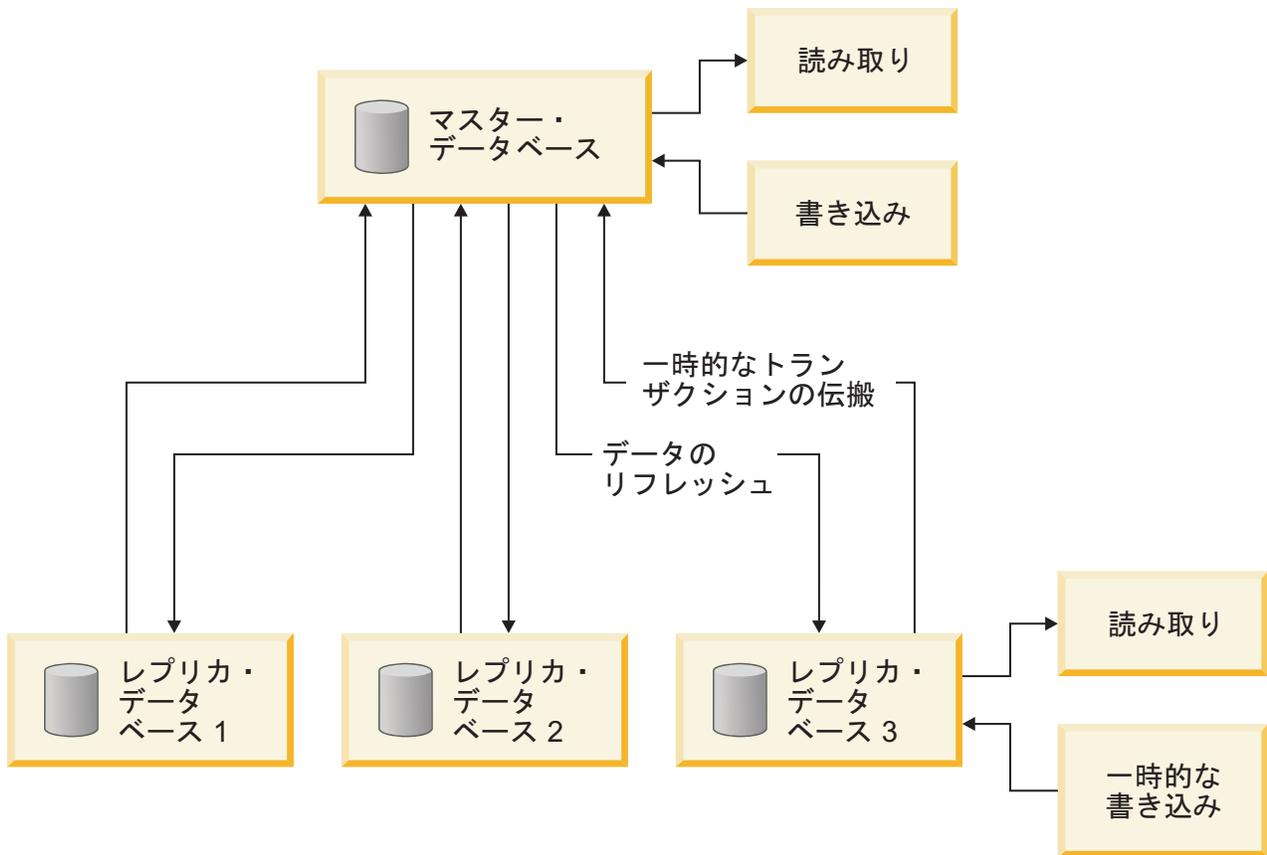 読み取り
マスター・
データベース
書き込み
一時的なトラン
ザクションの伝搬
データの
リフレッシュ
読み取り
レプリカ・
データ
ベース 1
レプリカ・
データ
ベース 2
レプリカ・
データ
ベース 3
一時的な
書き込み